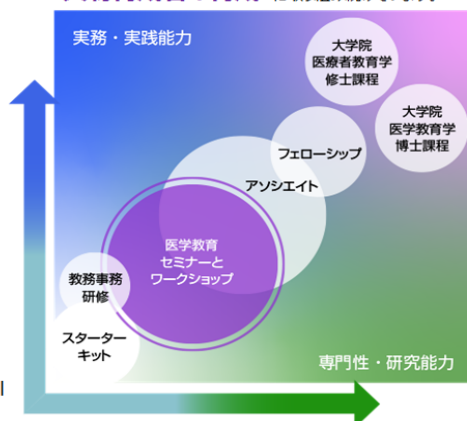 実務・実践能力
大学院
医療者教育学
修士課程
大学院
医学教育学
博士課程
フェローシップ
アソシエイト
医学教育
セミナーと
ワークショップ
教務事務
研修
スターター
キット
専門性・研究能力